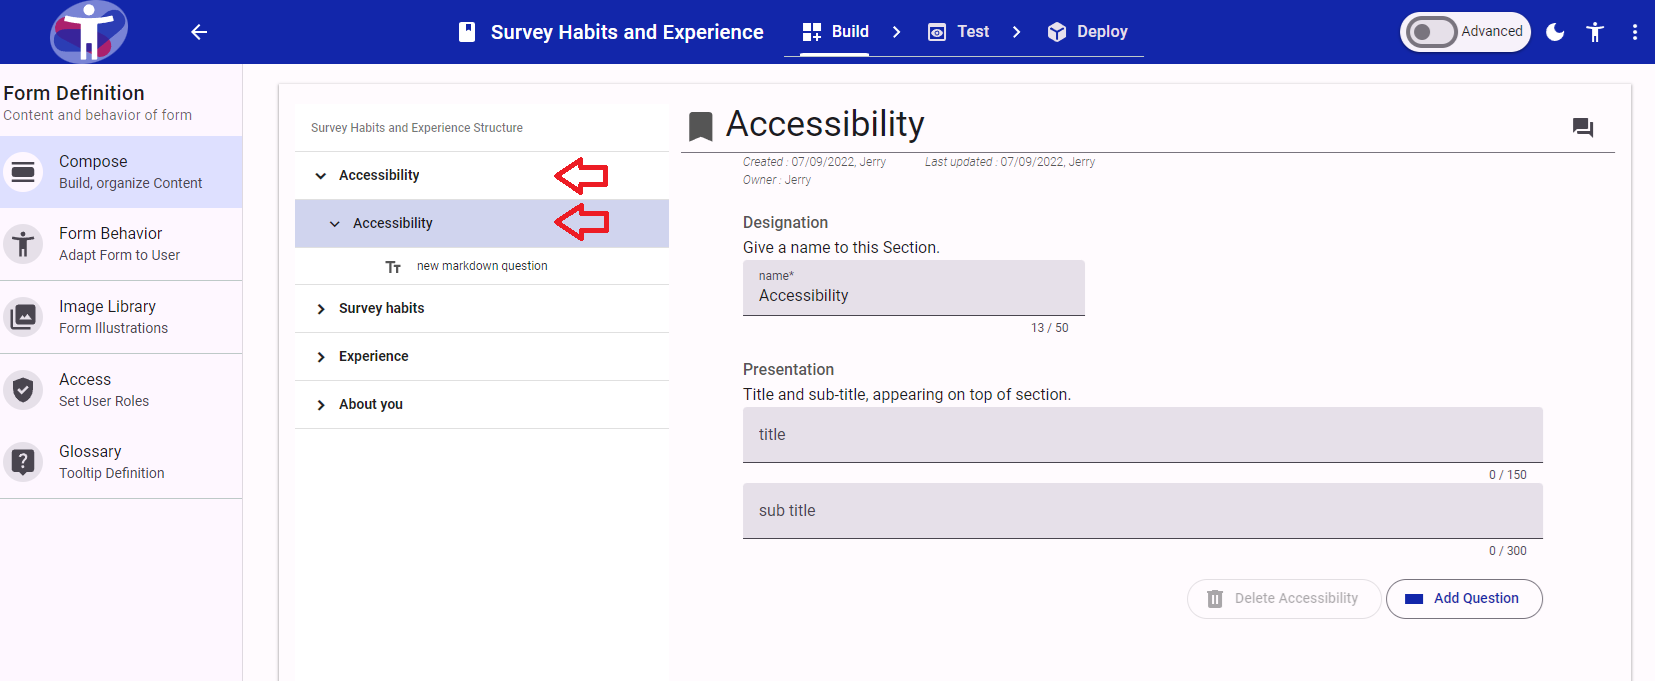 Survey Habits and Experience
Build
Test
Deploy
Advanced
Form Definition
Content and behavior of form
Compose
Build, organize Content
Form Behavior
Adapt Form to User
Image Library
Form Illustrations
Access
Set User Roles
Glossary
Tooltip Definition
Survey Habits and Experience Structure
Accessibility
Accessibility
new markdown question
Survey habits
Experience
About you
Accessibility
Created : 07/09/2022, Jerry Last updated : 07/09/2022, Jerry
Owner : Jerry
Designation
Give a name to this Section.
name*
Accessibility
13 / 50
Presentation
Title and sub-title, appearing on top of section.
title
0 / 150
sub title
0 / 300
Delete Accessibility
Add Question